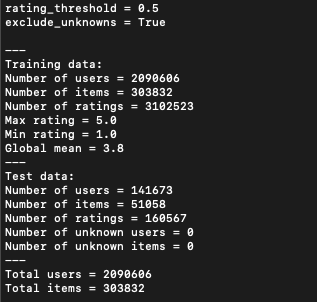 rating_threshold = 0.5
exclude_unknowns = True
---
Training data:
Number of users = 2090606
Number of items = 303832
Number of ratings = 3102523
Max rating = 5.0
Min rating = 1.0
Global mean = 3.8
---
Test data:
Number of users = 141673
Number of items = 51058
Number of ratings = 160567
Number of unknown users = 0
Number of unknown items = 0
---
Total users = 2090606
Total items = 303832